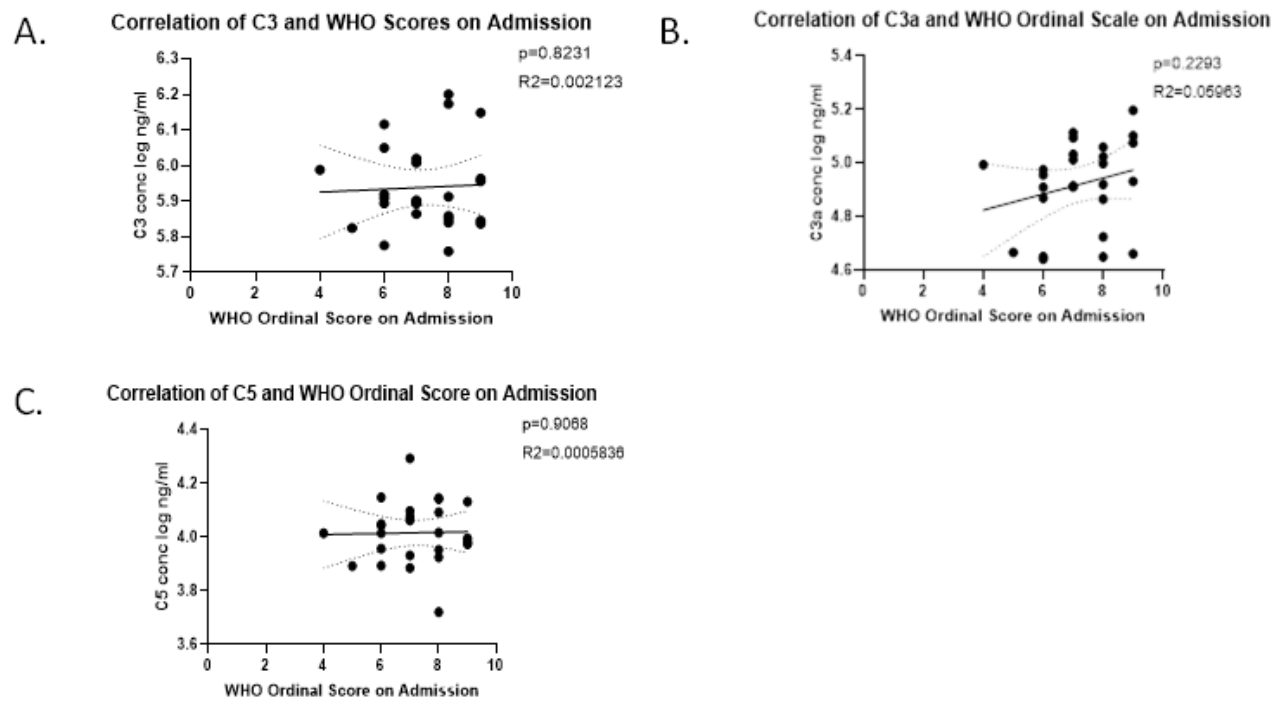 A.
Correlation of C3 and WHO Scores on Admission
p=0.8231
R2=0.002123
C3 conc log ng/ml
6.3
6.2
6.1
6.0
5.9
5.8
5.7
0 2 4 6 8 10
WHO Ordinal Score on Admission
B.
Correlation of C3a and WHO Ordinal Scale on Admission
p=0.2293
R2=0.05963
C3a conc log ng/ml
5.4
5.2
5.0
4.8
4.6
0 2 4 6 8 10
WHO Ordinal Score on Admission
C.
Correlation of C5 and WHO Ordinal Score on Admission
p=0.9068
R2=0.0005836
C5 conc log ng/ml
4.4
4.2
4.0
3.8
3.6
0 2 4 6 8 10
WHO Ordinal Score on Admission